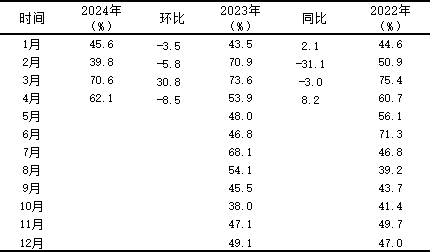 时间 2024年(%) 环比 2023年(%) 同比 2022年(%)
1月 45.6 -3.5 43.5 2.1 44.6
2月 39.8 -5.8 70.9 -31.1 50.9
3月 70.6 30.8 73.6 -3.0 75.4
4月 62.1 -8.5 53.9 8.2 60.7
5月 48.0 56.1
6月 46.8 71.3
7月 68.1 46.8
8月 54.1 39.2
9月 45.5 43.7
10月 38.0 41.4
11月 47.1 49.7
12月 49.1 47.0